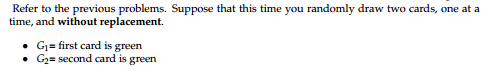 Refer to the previous problems. Suppose that this time you randomly draw two cards, one at a
time, and without replacement.
• G₁= first card is green
• G₂= second card is green